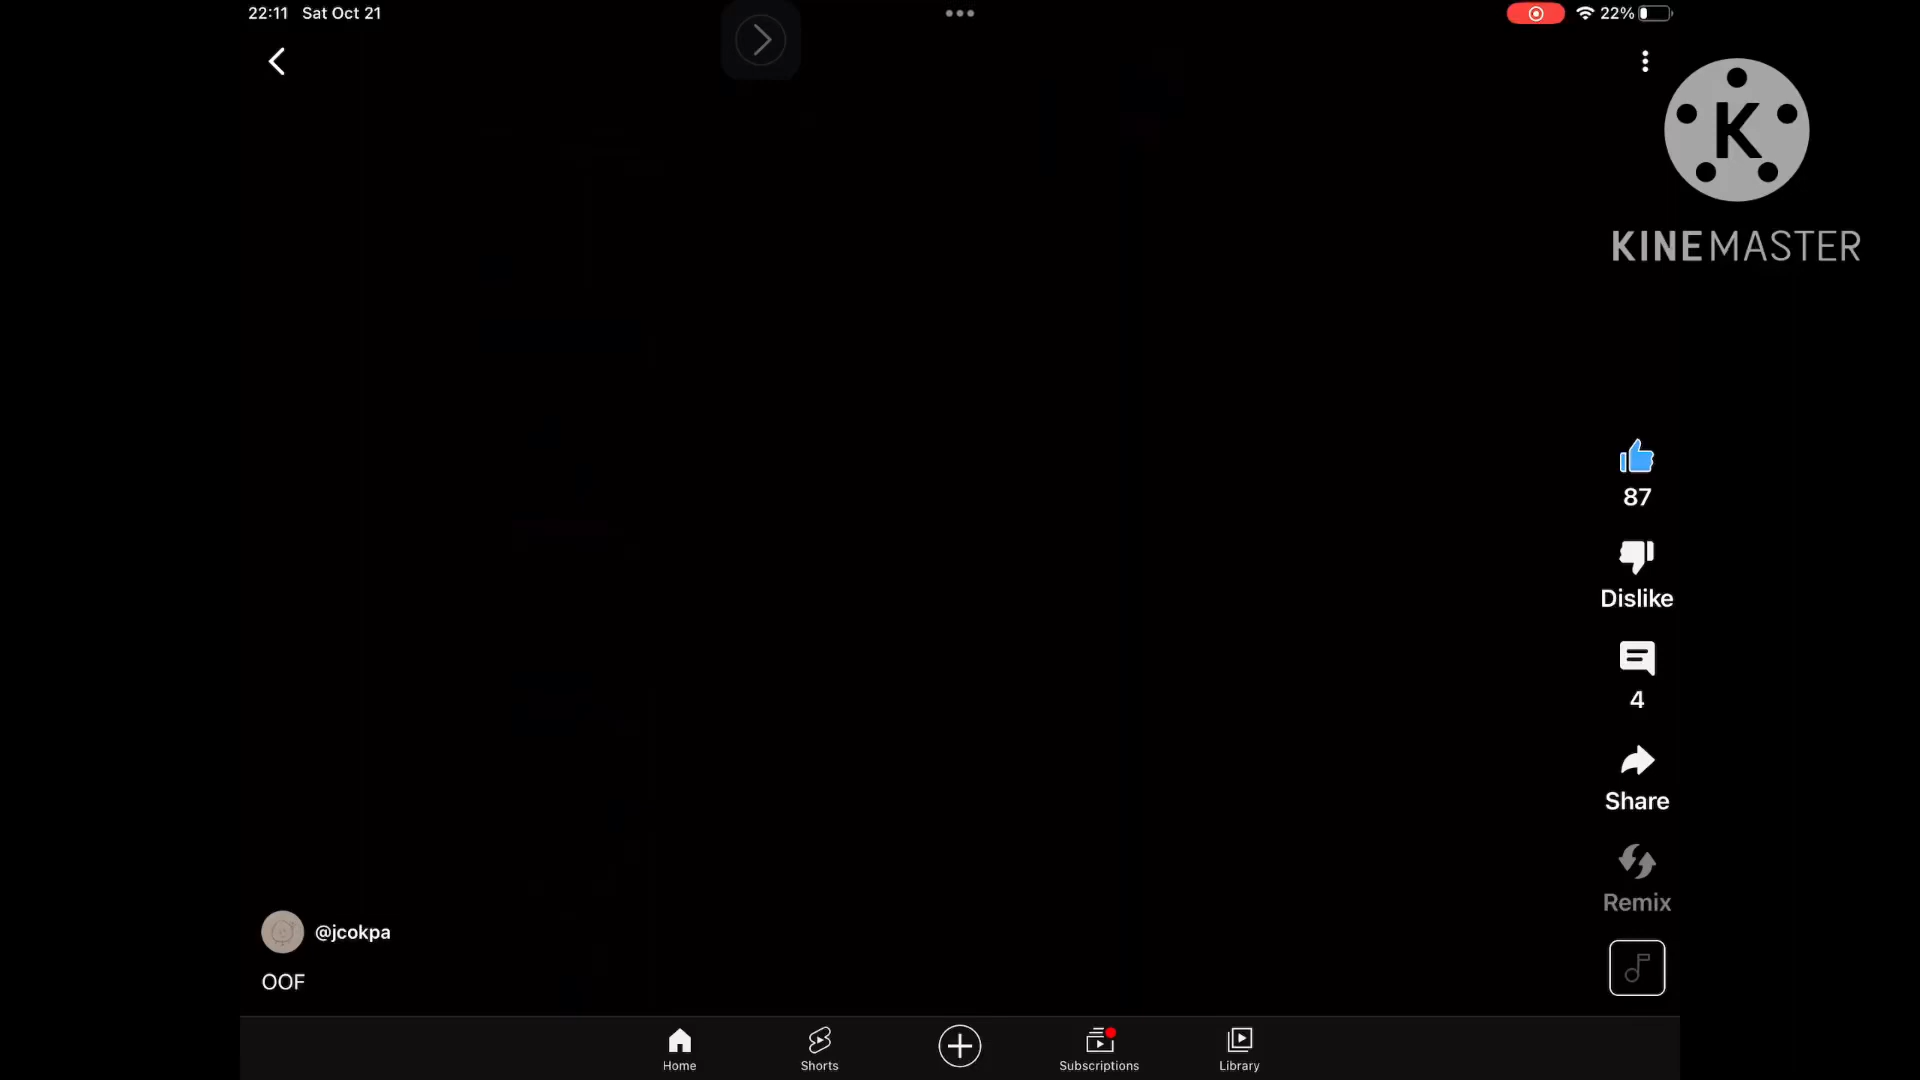 22:11 Sat Oct 21
22%
K
KINEMASTER
87
Dislike
4
Share
Remix
@jcokpa
OOF
Home
Shorts
Subscriptions
Library